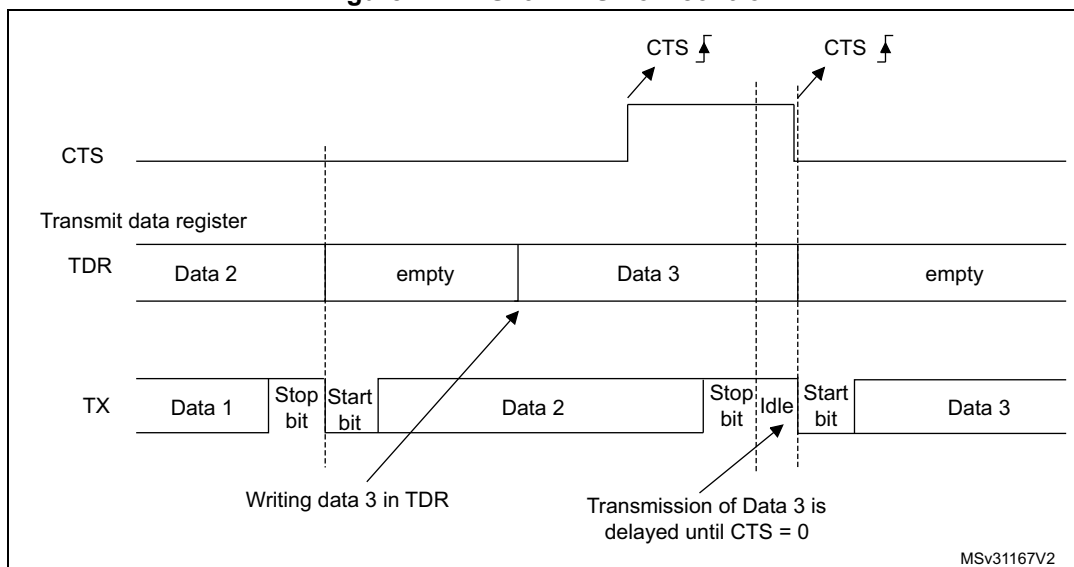 CTS CTS
CTS
Transmit data register
TDR Data 2 empty Data 3 empty
TX Data 1 Stop bit Start bit Data 2 Stop bit Idle Start bit Data 3
Writing data 3 in TDR
Transmission of Data 3 is
delayed until CTS = 0
MSv31167V2